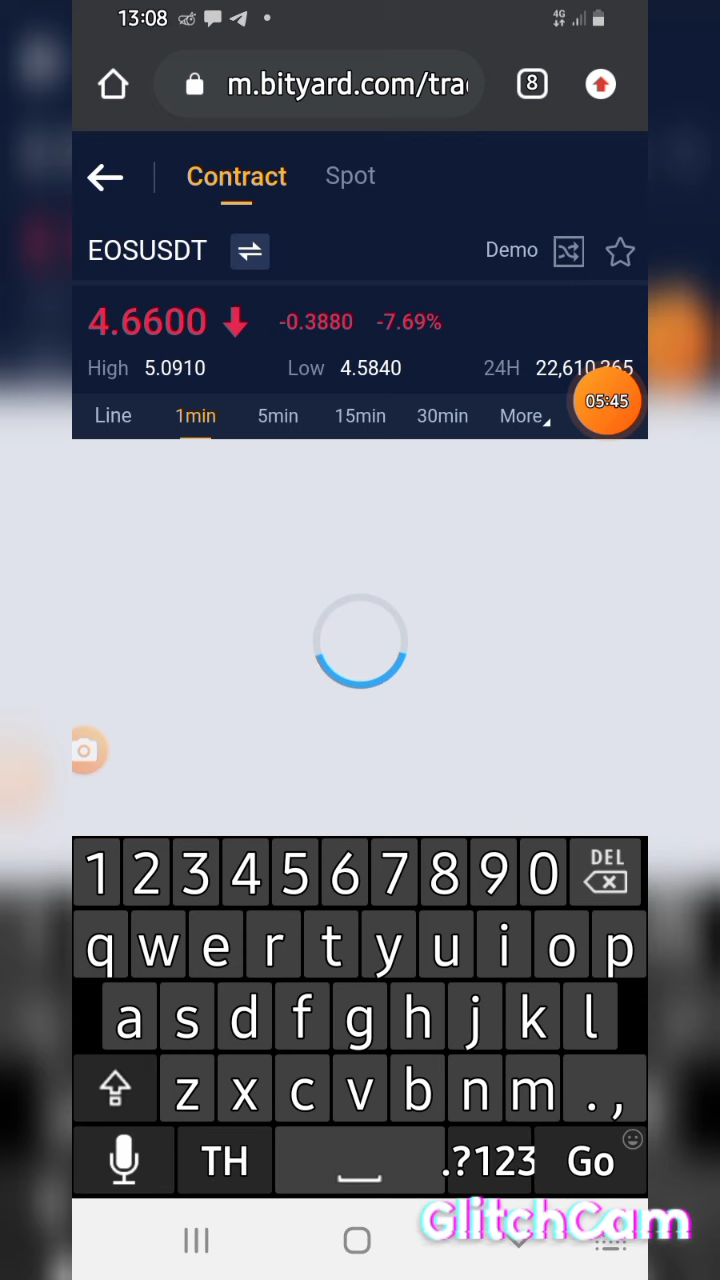 13:08 4G
m.bityard.com/tra
8
Contract Spot
EOSUSDT Demo
4.6600 -0.3880 -7.69%
High 5.0910 Low 4.5840 24H 22,610,365
05:45
Line 1min 5min 15min 30min More
1 2 3 4 5 6 7 8 9 0 DEL
q w e r t y u i o p
a s d f g h j k l
z x c v b n m . ,
TH .?123 Go
GlitchCam